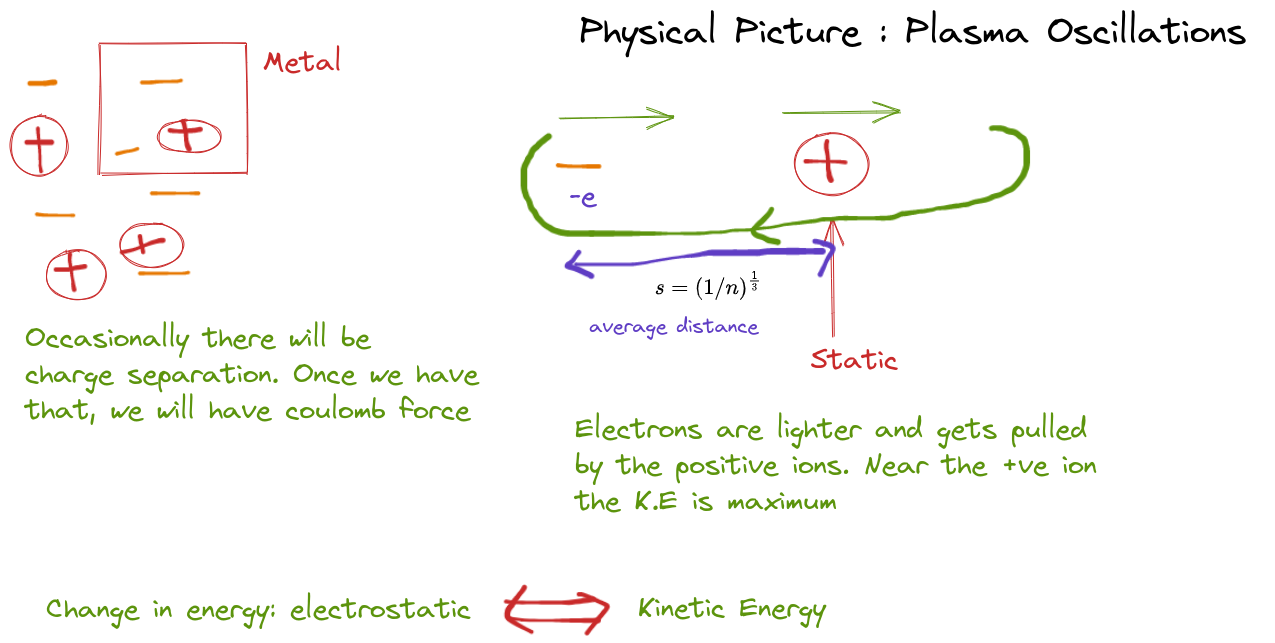 Physical Picture : Plasma Oscillations
Metal
-e
s = (1/n)^{1/3}
average distance
Static
Occasionally there will be
charge separation. Once we have
that, we will have coulomb force
Electrons are lighter and gets pulled
by the positive ions. Near the +ve ion
the K.E is maximum
Change in energy: electrostatic
Kinetic Energy